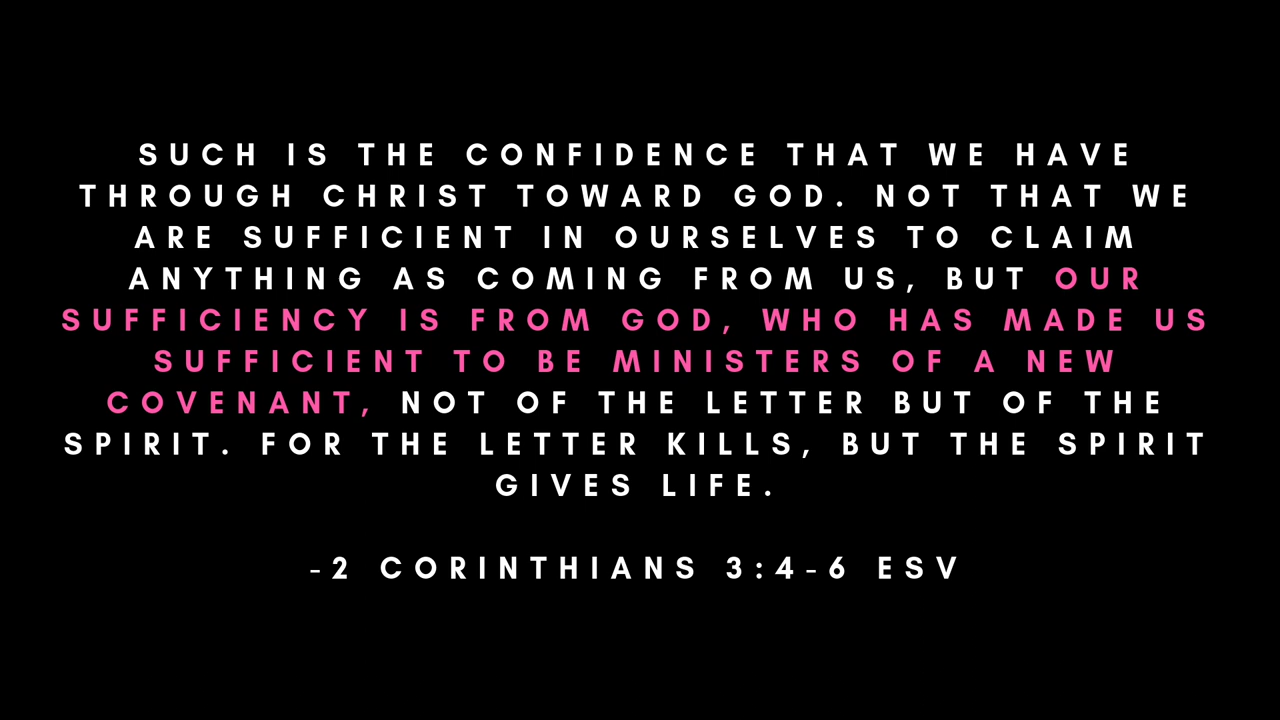 SUCH IS THE CONFIDENCE THAT WE HAVE
THROUGH CHRIST TOWARD GOD. NOT THAT WE
ARE SUFFICIENT IN OURSELVES TO CLAIM
ANYTHING AS COMING FROM US, BUT OUR
SUFFICIENCY IS FROM GOD, WHO HAS MADE US
SUFFICIENT TO BE MINISTERS OF A NEW
COVENANT, NOT OF THE LETTER BUT OF THE
SPIRIT. FOR THE LETTER KILLS, BUT THE SPIRIT
GIVES LIFE.
-2 CORINTHIANS 3:4-6 ESV